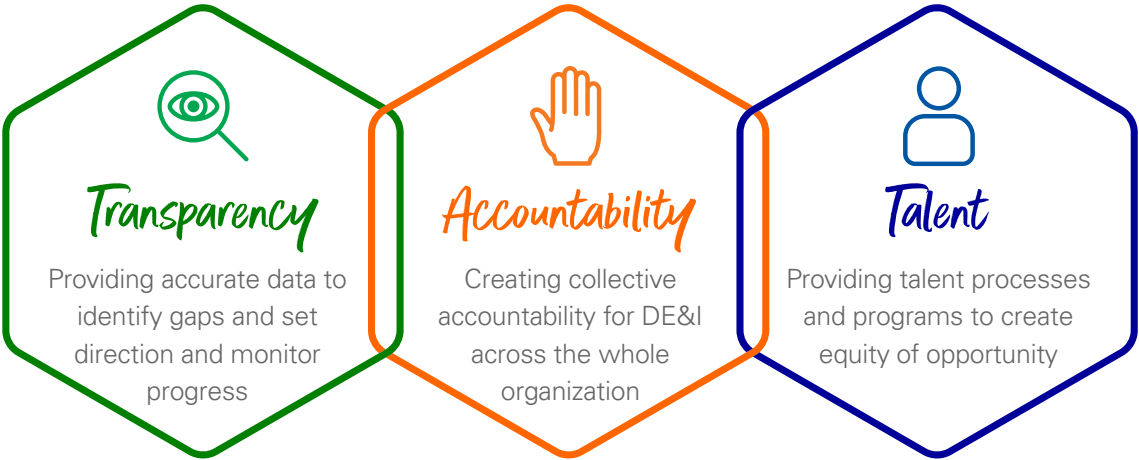 Transparency
Providing accurate data to
identify gaps and set
direction and monitor
progress
Accountability
Creating collective
accountability for DE&I
across the whole
organization
Talent
Providing talent processes
and programs to create
equity of opportunity